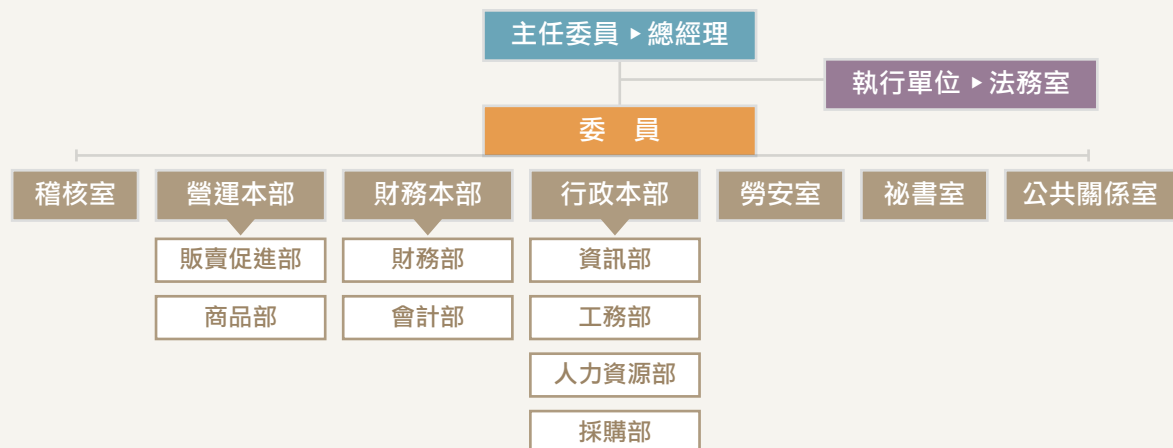 主任委員 ▸ 總經理
執行單位 ▸ 法務室
委 員
稽核室 營運本部 財務本部 行政本部 勞安室 祕書室 公共關係室
販賣促進部 財務部 資訊部
商品部 會計部 工務部
人力資源部
採購部